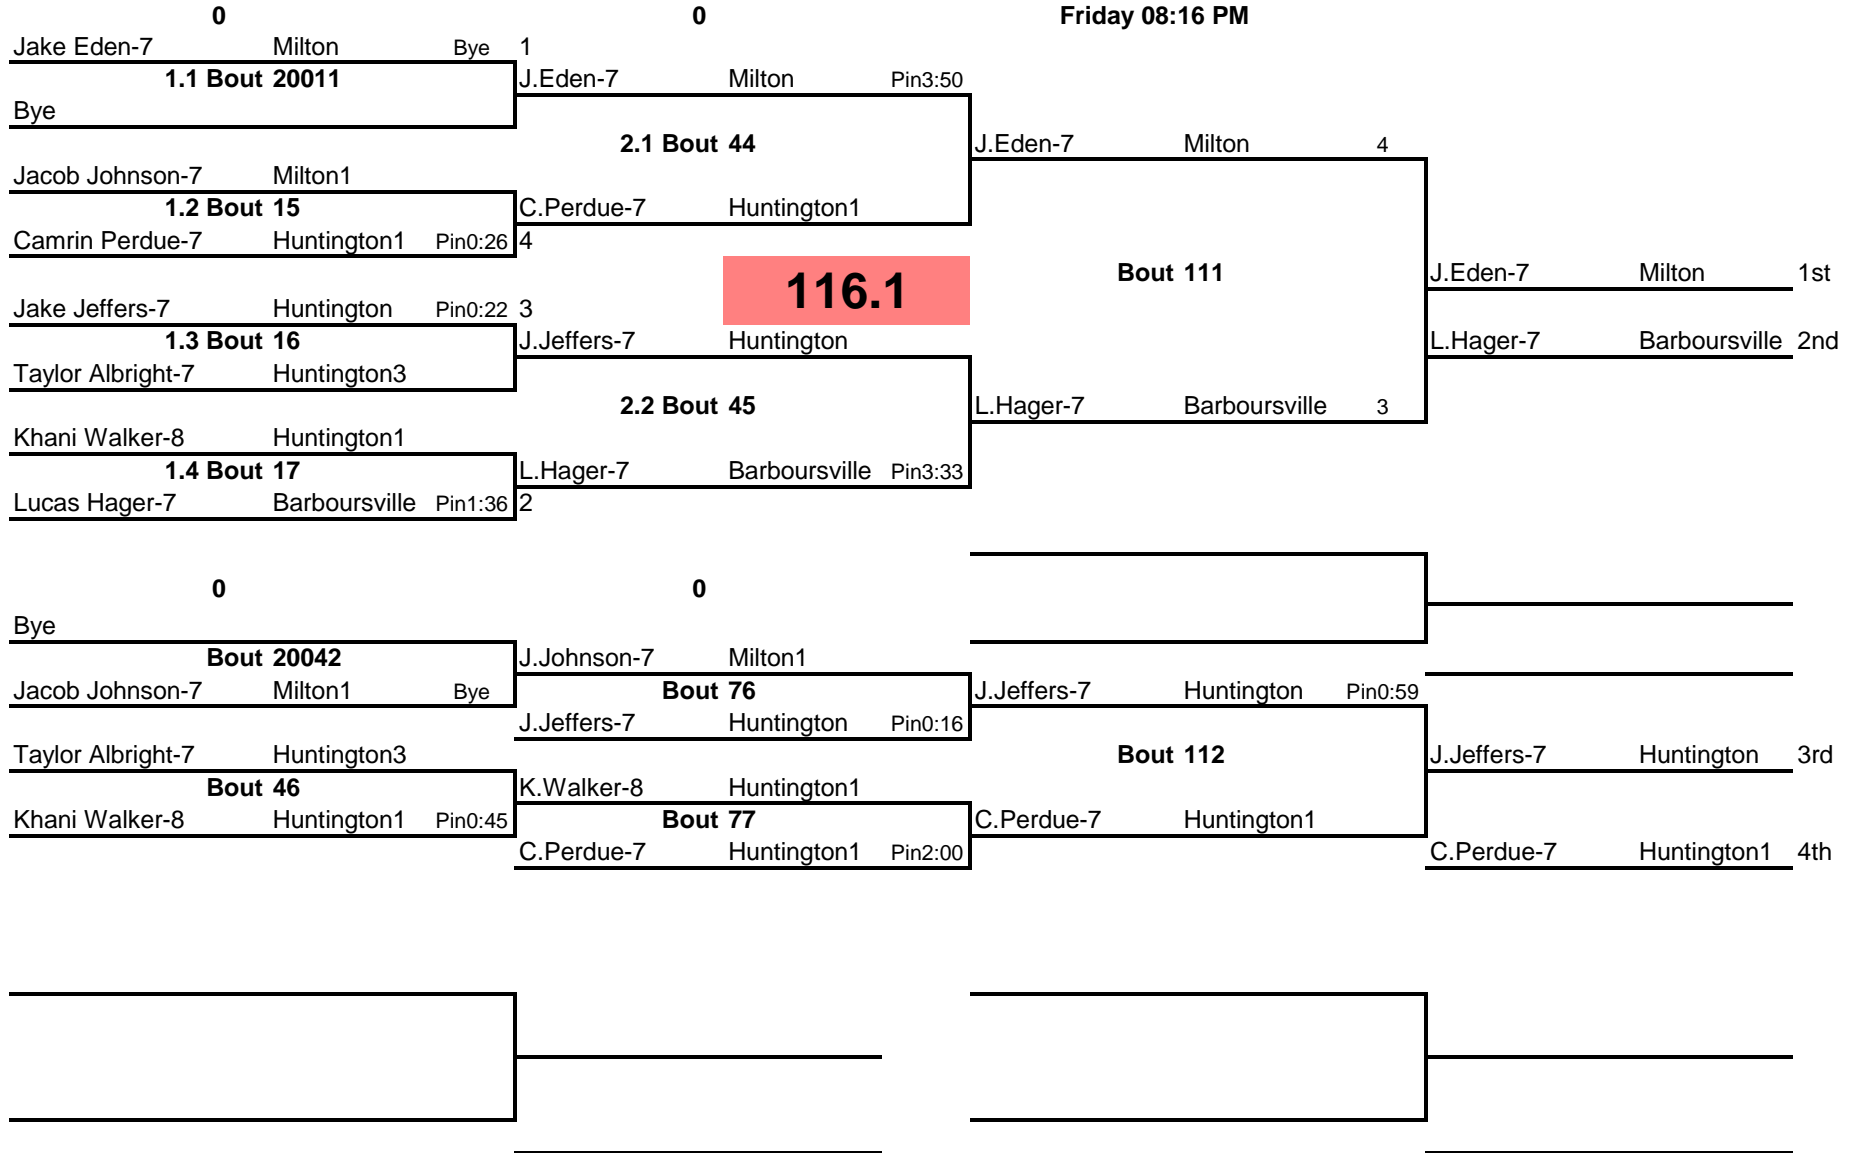 0 0 Friday 08:16 PM
Jake Eden-7 Milton Bye 1
1.1 Bout 20011 J.Eden-7 Milton Pin3:50
Bye
2.1 Bout 44 J.Eden-7 Milton 4
Jacob Johnson-7 Milton1
1.2 Bout 15 C.Perdue-7 Huntington1
Camrin Perdue-7 Huntington1 Pin0:26 4
116.1 Bout 111 J.Eden-7 Milton 1st
Jake Jeffers-7 Huntington Pin0:22 3
1.3 Bout 16 J.Jeffers-7 Huntington L.Hager-7 Barboursville 2nd
Taylor Albright-7 Huntington3
2.2 Bout 45 L.Hager-7 Barboursville 3
Khani Walker-8 Huntington1
1.4 Bout 17 L.Hager-7 Barboursville Pin3:33
Lucas Hager-7 Barboursville Pin1:36 2
0 0
Bye
Bout 20042 J.Johnson-7 Milton1
Jacob Johnson-7 Milton1 Bye Bout 76 J.Jeffers-7 Huntington Pin0:59
J.Jeffers-7 Huntington Pin0:16
Taylor Albright-7 Huntington3 Bout 112 J.Jeffers-7 Huntington 3rd
Bout 46 K.Walker-8 Huntington1
Khani Walker-8 Huntington1 Pin0:45 Bout 77 C.Perdue-7 Huntington1
C.Perdue-7 Huntington1 Pin2:00 C.Perdue-7 Huntington1 4th